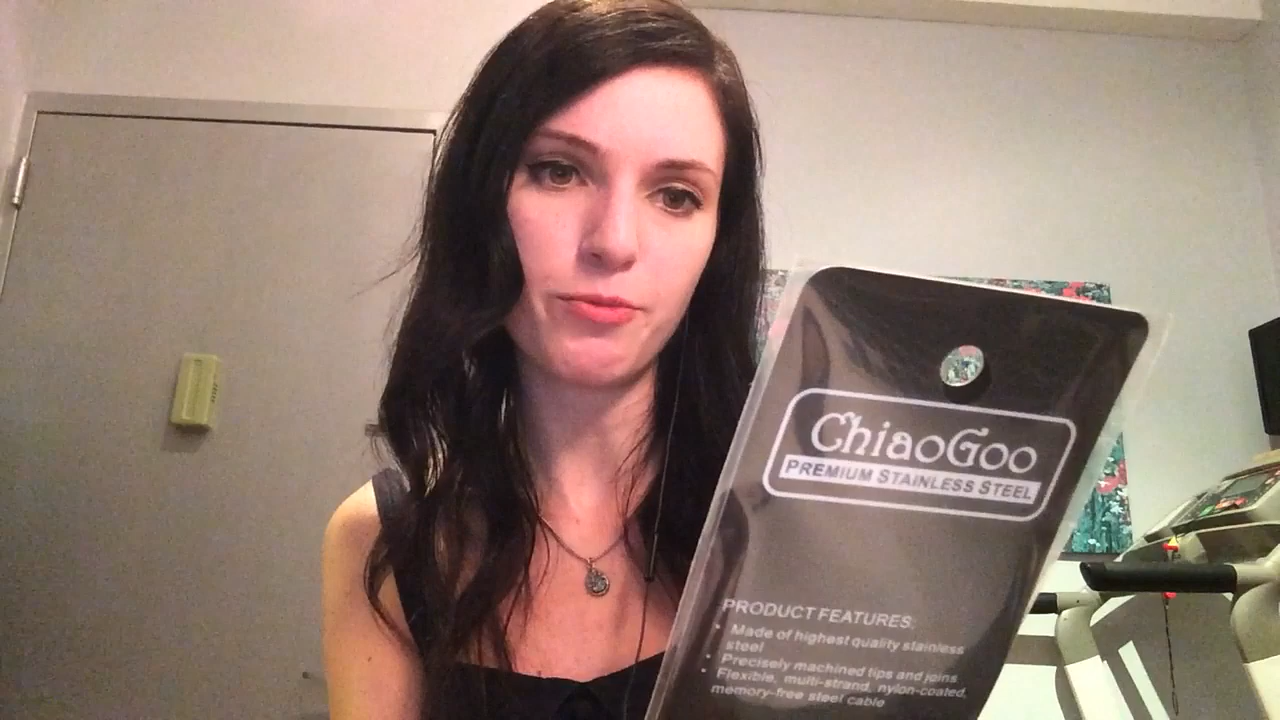 ChiaoGoo
PREMIUM STAINLESS STEEL
PRODUCT FEATURES:
• Made of highest quality stainless
steel
• Precisely machined tips and joins
• Flexible, multi-strand, nylon-coated,
memory-free steel cable